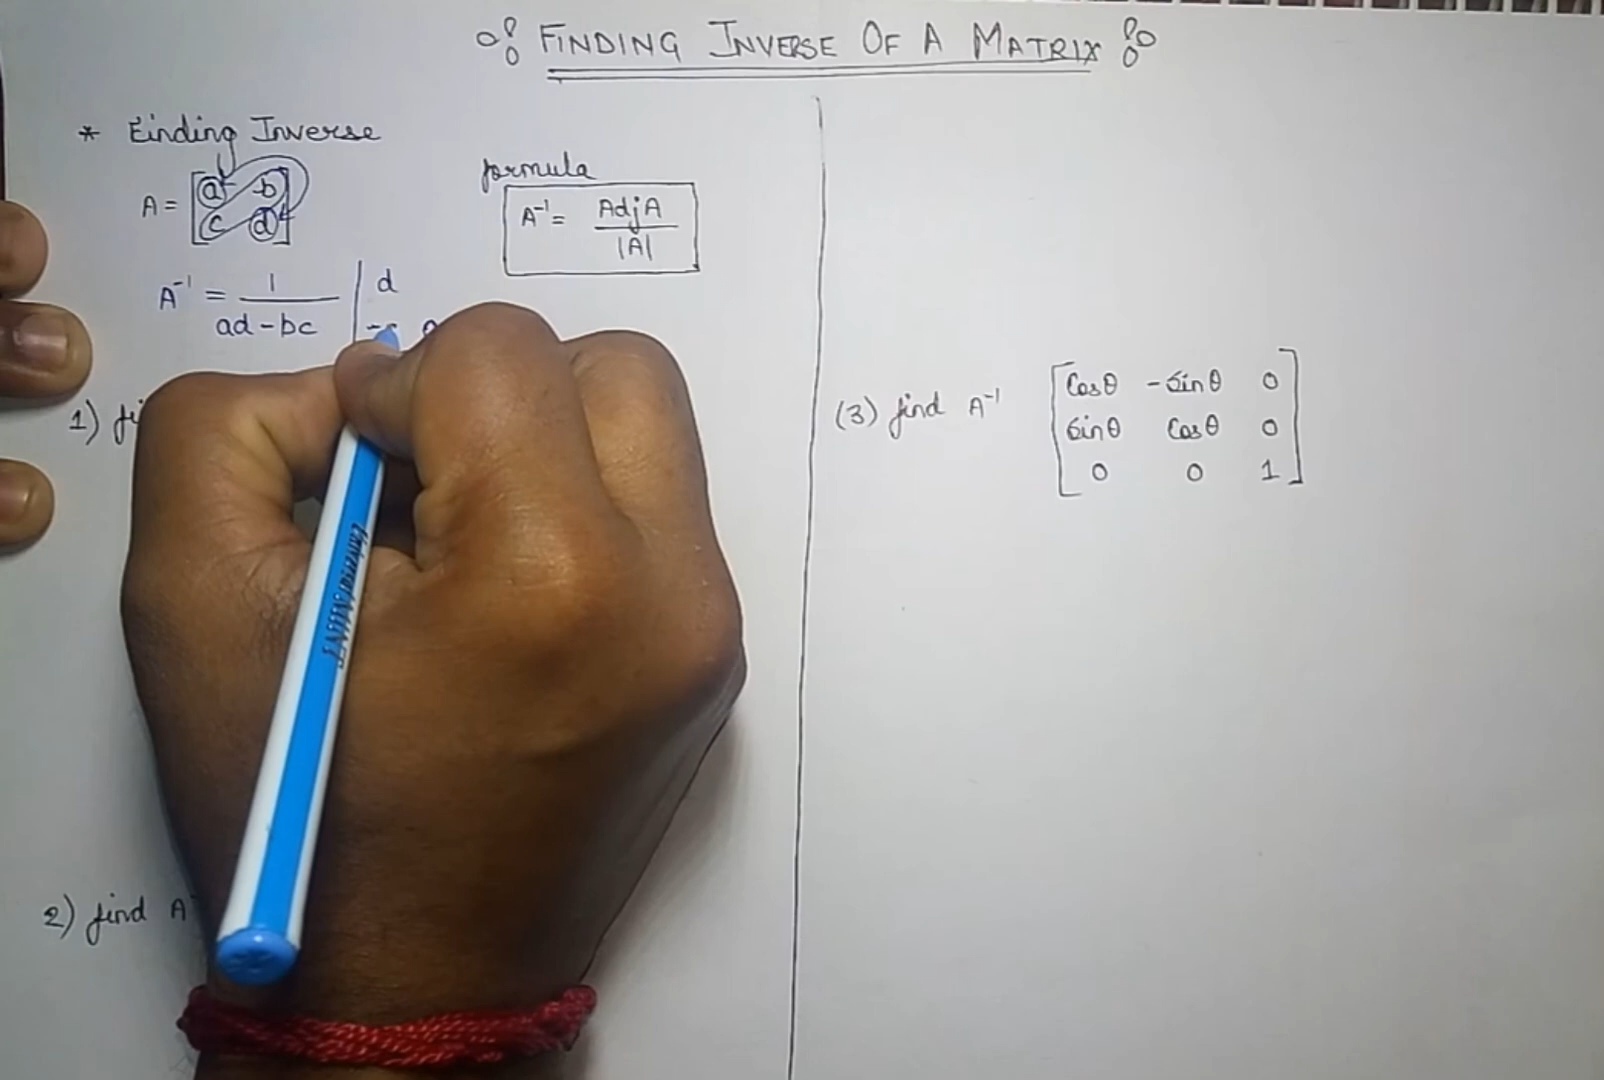 FINDING INVERSE OF A MATRIX
* Finding Inverse
A = [a b
c d]
formula
A⁻¹ = AdjA
|A|
A⁻¹ = 1 | d
ad - bc
1)
2) find A
(3) find A⁻¹
[Cosθ -Sinθ 0
Sinθ Cosθ 0
0 0 1]